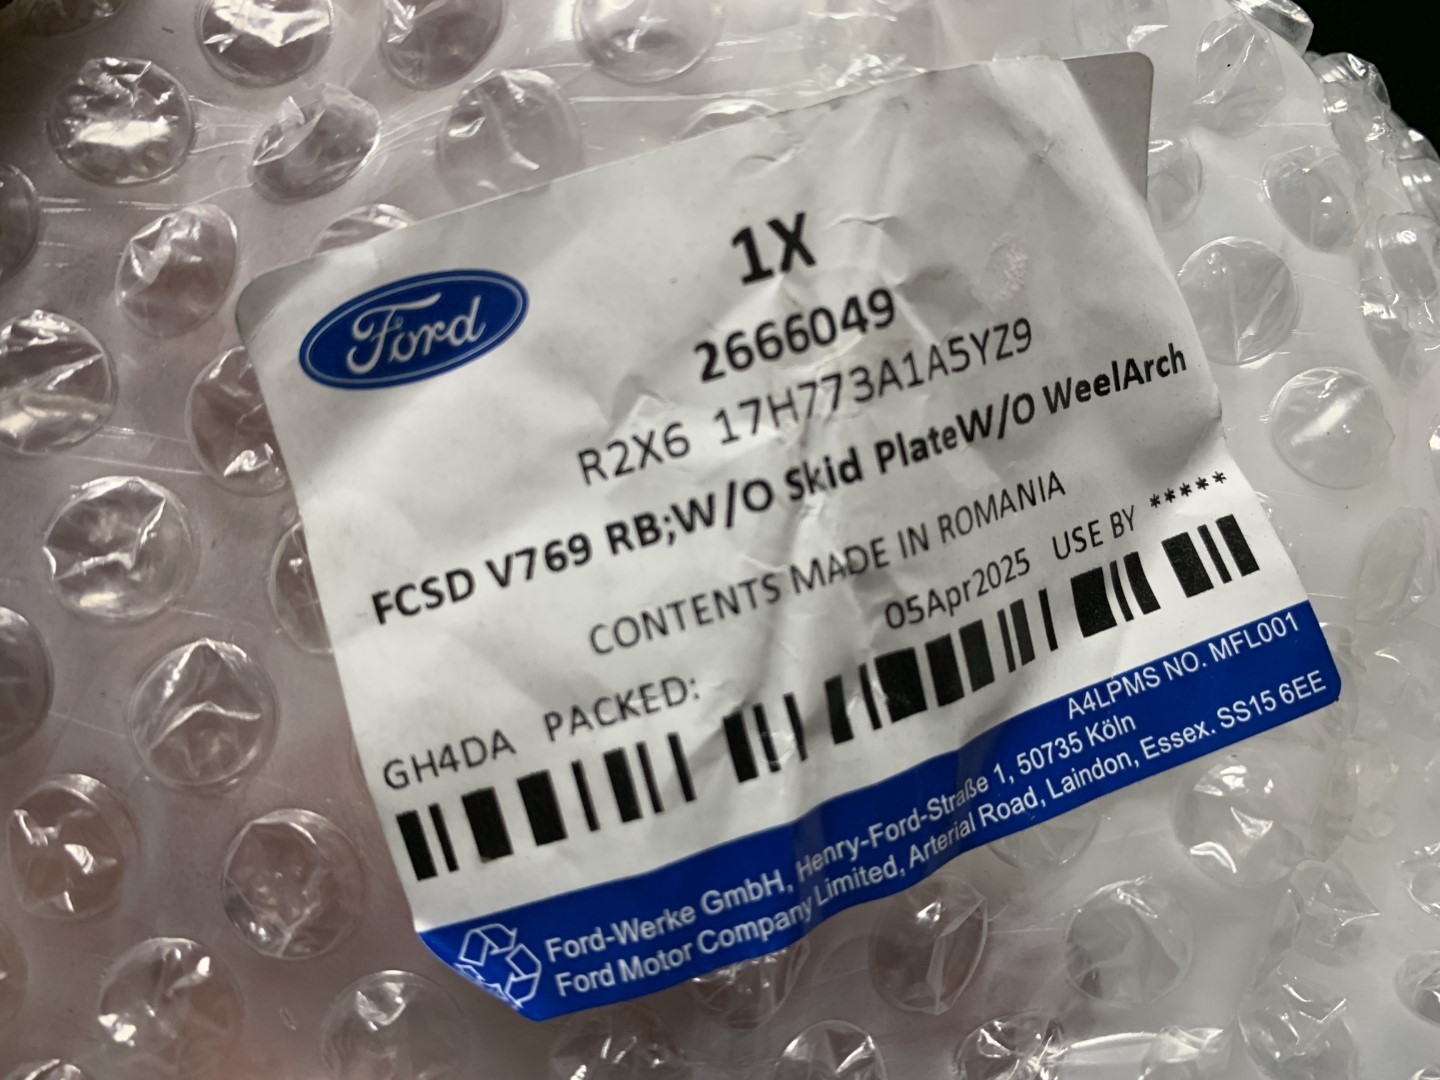 Ford
1X
2666049
R2X6 17H773A1A5YZ9
FCSD V769 RB;W/O Skid PlateW/O WeelArch
CONTENTS MADE IN ROMANIA
GH4DA PACKED: 05Apr2025 USE BY *****
A4LPMS NO. MFL001
Ford-Werke GmbH, Henry-Ford-Straße 1, 50735 Köln
Ford Motor Company Limited, Arterial Road, Laindon, Essex. SS15 6EE